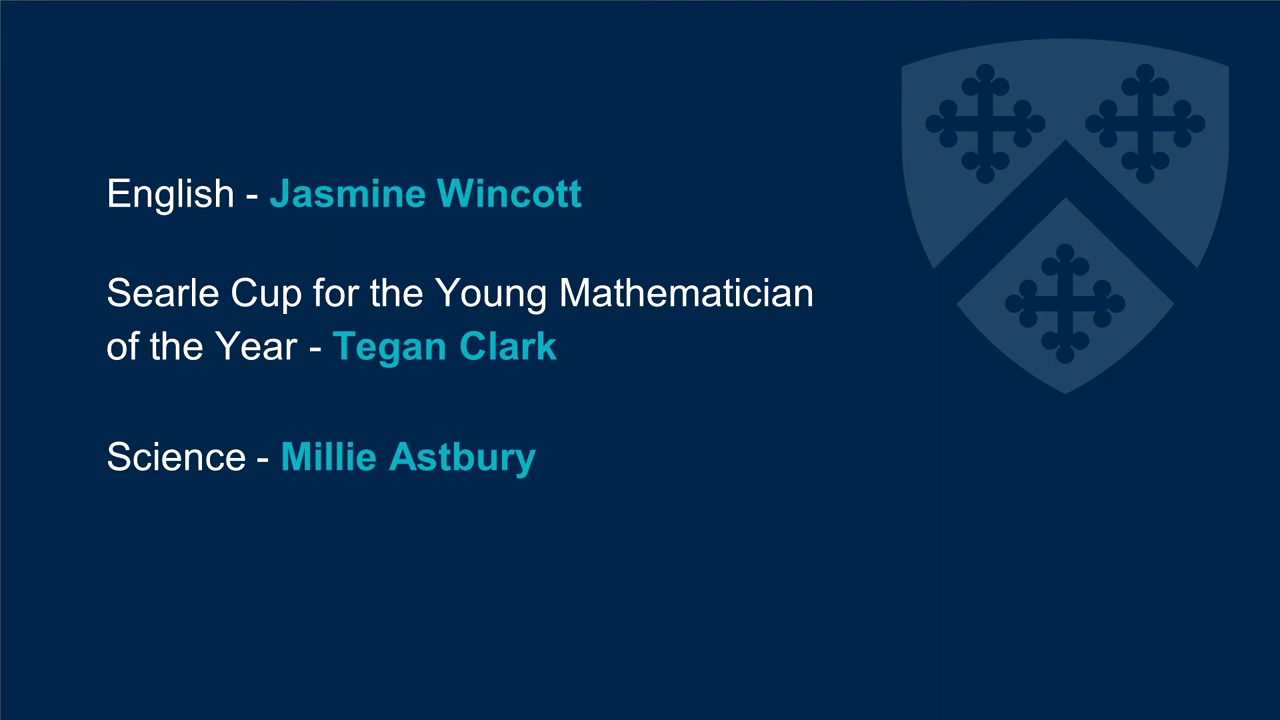 English - Jasmine Wincott
Searle Cup for the Young Mathematician
of the Year - Tegan Clark
Science - Millie Astbury